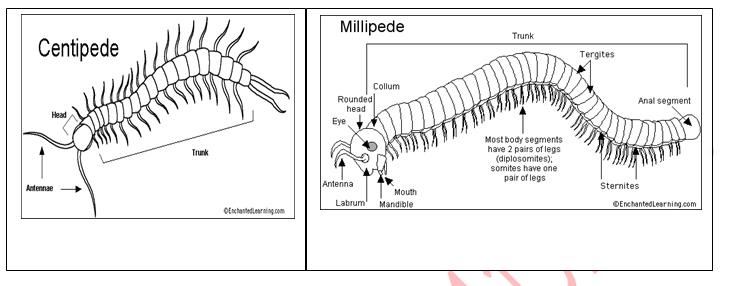 Centipede
Head
Trunk
Antennae
©EnchantedLearning.com
Millipede
Trunk
Tergites
Collum
Rounded
head
Anal segment
Eye
Most body segments
have 2 pairs of legs
(diplosomites);
somites have one
pair of legs
Antenna
Mouth
Sternites
Labrum
Mandible
©EnchantedLearning.com